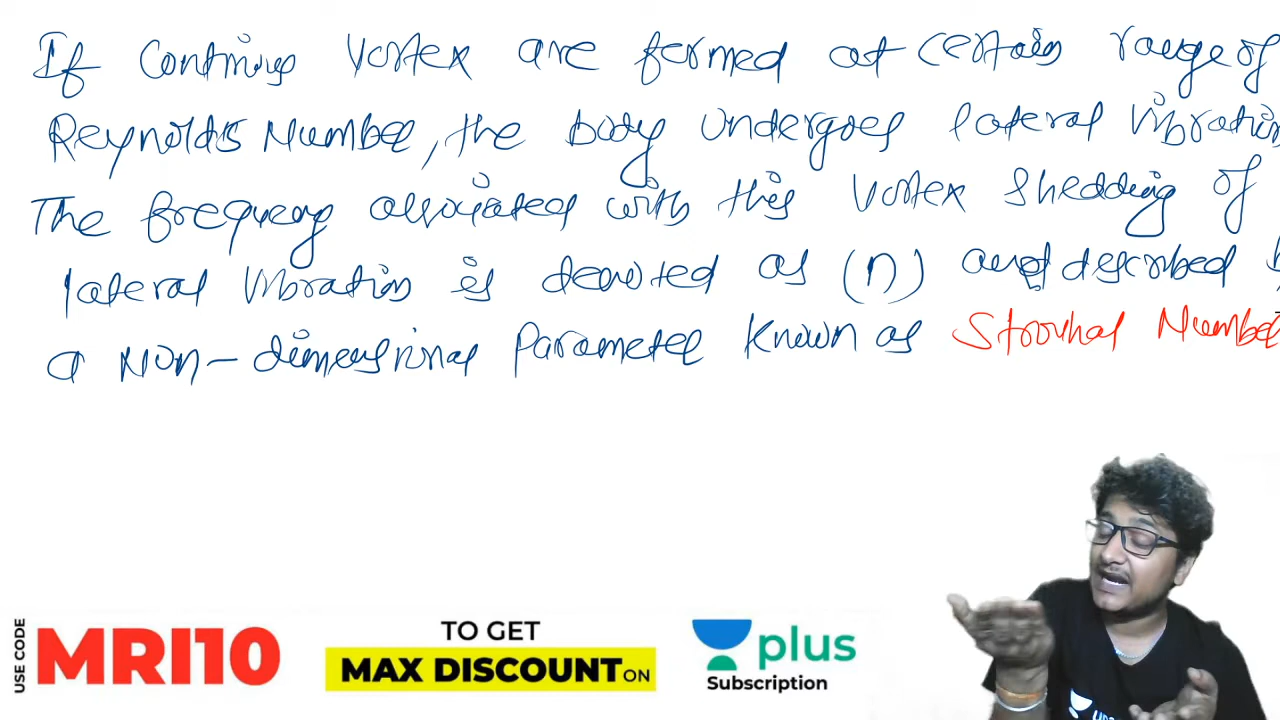 If Continuous Vortex are formed at certain range of
Reynolds Number, the body undergoes lateral vibration
The frequency associated with this Vortex Shedding of
lateral Vibration is denoted as (n) and described
a Non-dimensional Parameter Known as Strouhal Number
USE CODE
MRI10
TO GET
MAX DISCOUNT ON
plus
Subscription